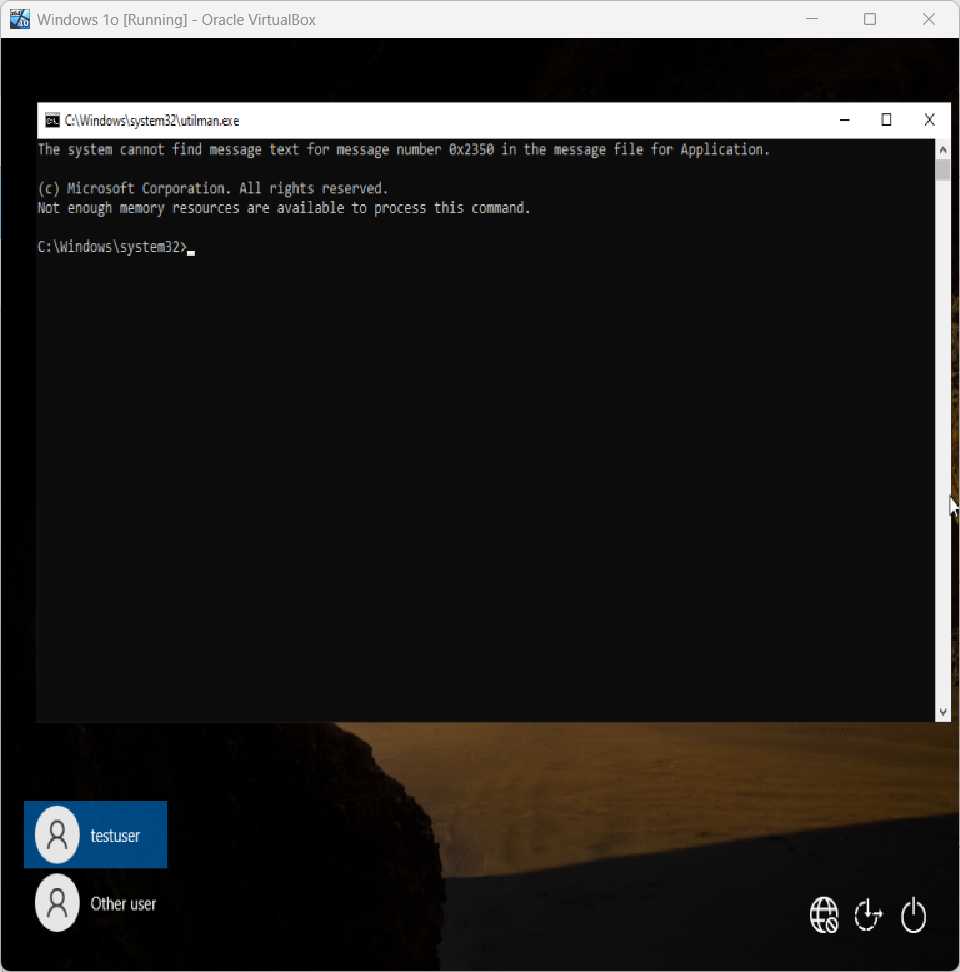 Windows 1o [Running] - Oracle VirtualBox
C:\Windows\system32\utilman.exe
The system cannot find message text for message number 0x2350 in the message file for Application.
(c) Microsoft Corporation. All rights reserved.
Not enough memory resources are available to process this command.
C:\Windows\system32>
testuser
Other user